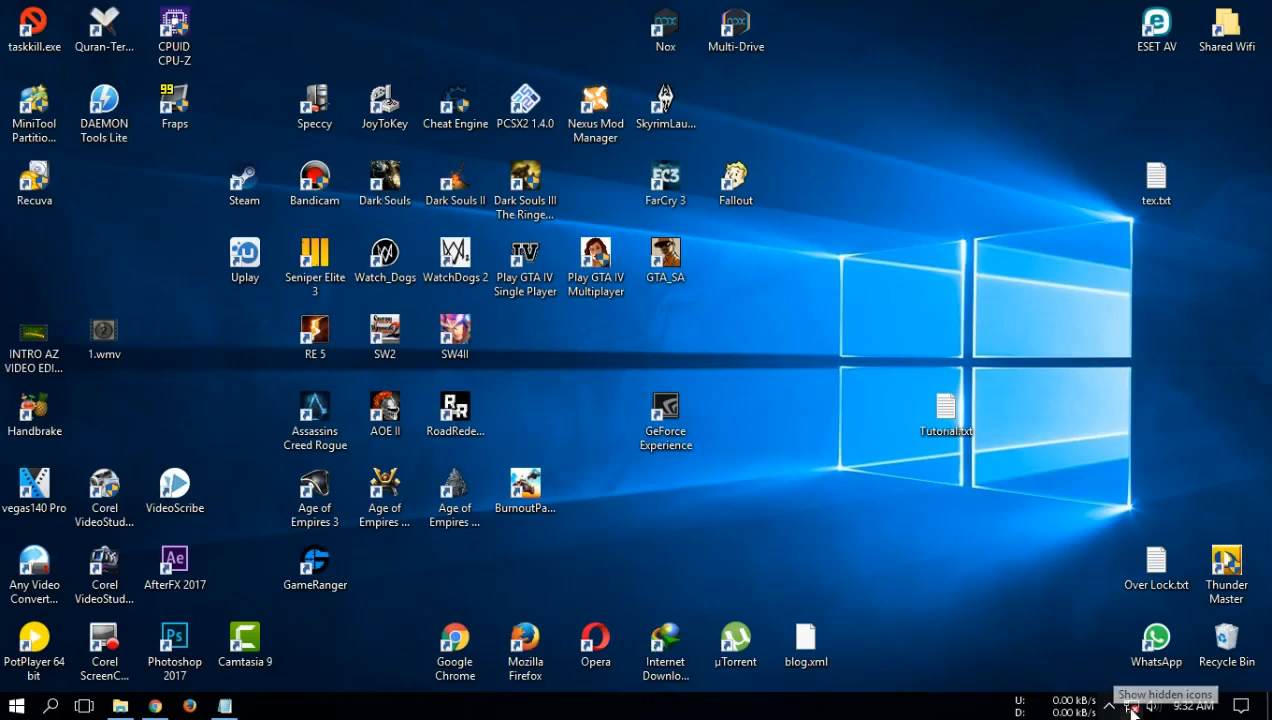 taskkill.exe
Quran-Ter...
CPUID
CPU-Z
Nox
Multi-Drive
ESET AV
Shared Wifi
MiniTool
Partitio...
DAEMON
Tools Lite
99
Fraps
Speccy
JoyToKey
Cheat Engine
PCSX2 1.4.0
Nexus Mod
Manager
SkyrimLau...
Recuva
Steam
Bandicam
Dark Souls
Dark Souls II
Dark Souls III
The Ringe...
FC3
FarCry 3
Fallout
tex.txt
Uplay
Seniper Elite
3
Watch_Dogs
WatchDogs 2
IV
Play GTA IV
Single Player
Play GTA IV
Multiplayer
GTA_SA
INTRO AZ
VIDEO EDI...
2
1.wmv
RE 5
SW2
SW4II
Handbrake
Assassins
Creed Rogue
AOE II
RoadRede...
GeForce
Experience
Tutorial.txt
vegas140 Pro
Corel
VideoStud...
VideoScribe
Age of
Empires 3
Age of
Empires ...
Age of
Empires ...
BurnoutPa...
Any Video
Convert...
Corel
VideoStud...
Ae
AfterFX 2017
GameRanger
Over Lock.txt
Thunder
Master
PotPlayer 64
bit
Corel
ScreenC...
Ps
Photoshop
2017
Camtasia 9
Google
Chrome
Mozilla
Firefox
Opera
Internet
Downlo...
µTorrent
blog.xml
WhatsApp
Recycle Bin
Show hidden icons
U: 0.00 kB/s
D: 0.00 kB/s
9:32 AM